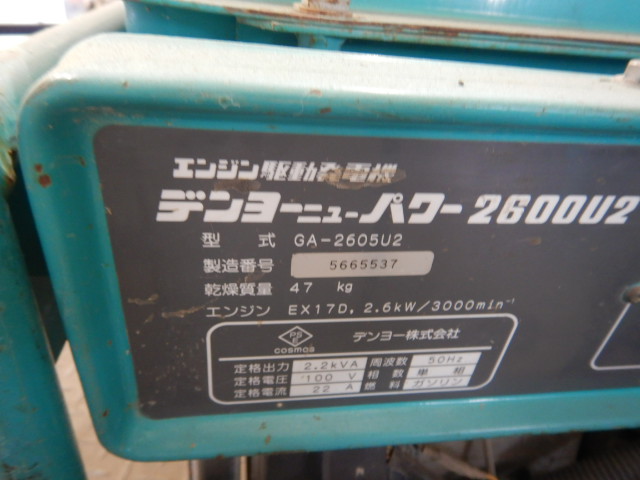 エンジン駆動発電機
デンヨーニューパワー2600U2
型式 GA-2605U2
製造番号 5665537
乾燥質量 47 kg
エンジン EX17D, 2.6kW/3000min⁻¹
PS E
cosmos
デンヨー株式会社
定格出力 2.2kVA 周波数 50Hz
定格電圧 100 V 相数 単相
定格電流 22 A 燃料 ガソリン